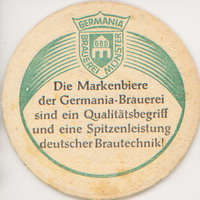 GERMANIA
BRAUEREI MÜNSTER
Die Markenbiere
der Germania-Brauerei
sind ein Qualitätsbegriff
und eine Spitzenleistung
deutscher Brautechnik!